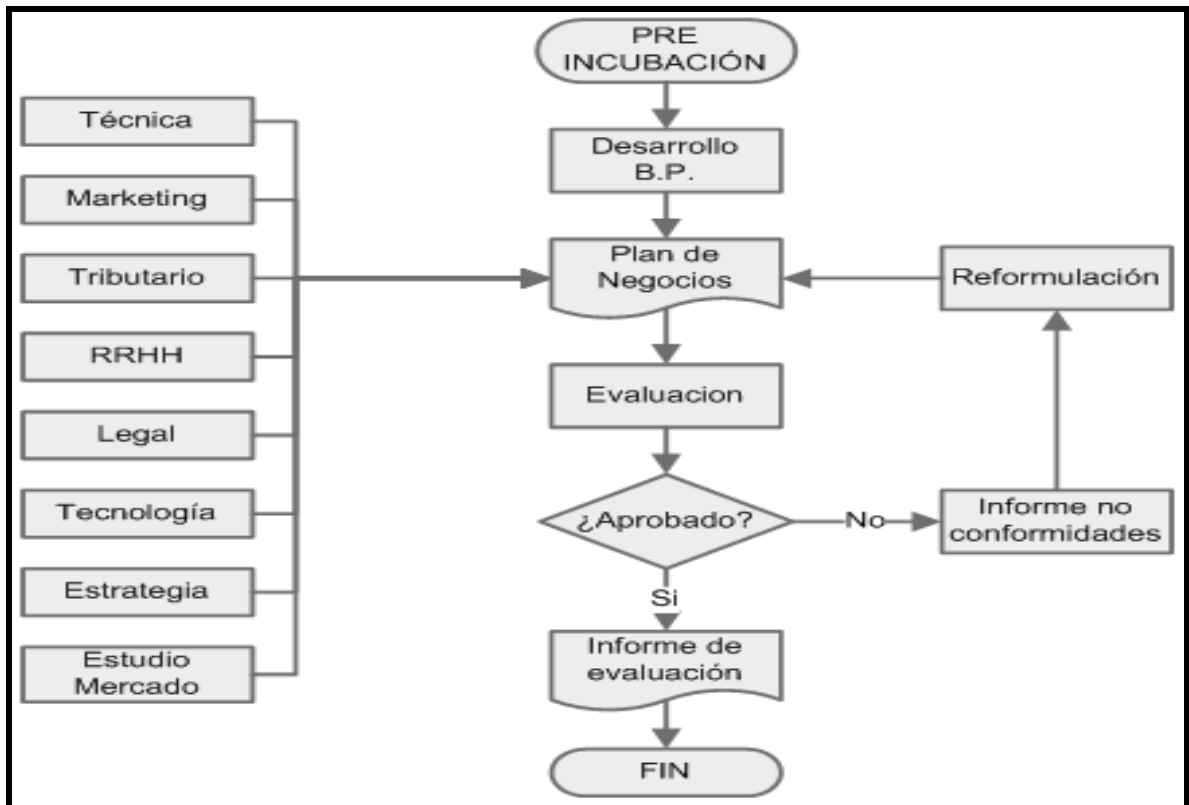 PRE
INCUBACIÓN
Desarrollo
B.P.
Plan de
Negocios
Evaluacion
¿Aprobado?
No
Si
Informe de
evaluación
FIN
Informe no
conformidades
Reformulación
Técnica
Marketing
Tributario
RRHH
Legal
Tecnología
Estrategia
Estudio
Mercado